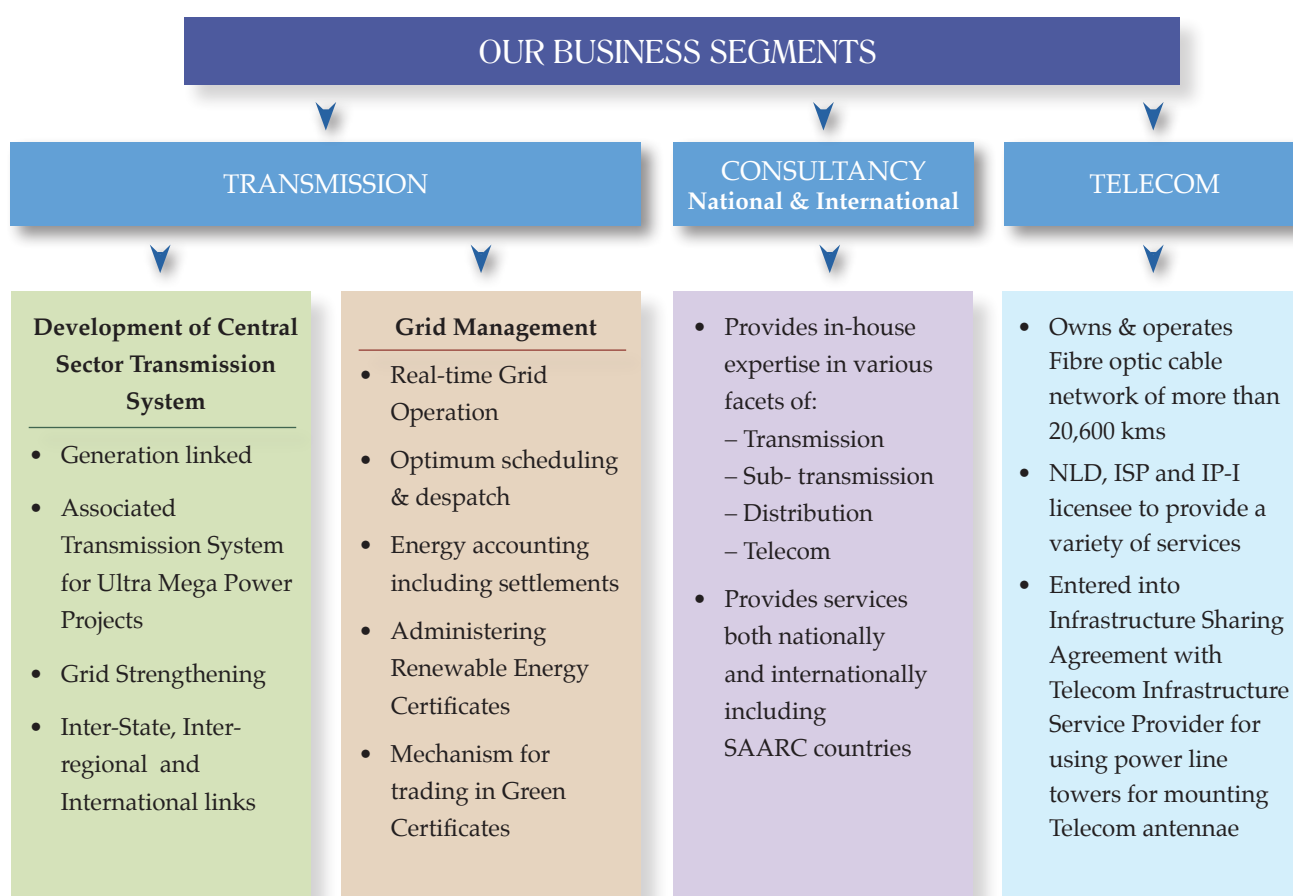 OUR BUSINESS SEGMENTS
TRANSMISSION
Development of Central
Sector Transmission
System
• Generation linked
• Associated
Transmission System
for Ultra Mega Power
Projects
• Grid Strengthening
• Inter-State, Inter-
regional and
International links
Grid Management
• Real-time Grid
Operation
• Optimum scheduling
& despatch
• Energy accounting
including settlements
• Administering
Renewable Energy
Certificates
• Mechanism for
trading in Green
Certificates
CONSULTANCY
National & International
• Provides in-house
expertise in various
facets of:
– Transmission
– Sub- transmission
– Distribution
– Telecom
• Provides services
both nationally
and internationally
including
SAARC countries
TELECOM
• Owns & operates
Fibre optic cable
network of more than
20,600 kms
• NLD, ISP and IP-I
licensee to provide a
variety of services
• Entered into
Infrastructure Sharing
Agreement with
Telecom Infrastructure
Service Provider for
using power line
towers for mounting
Telecom antennae